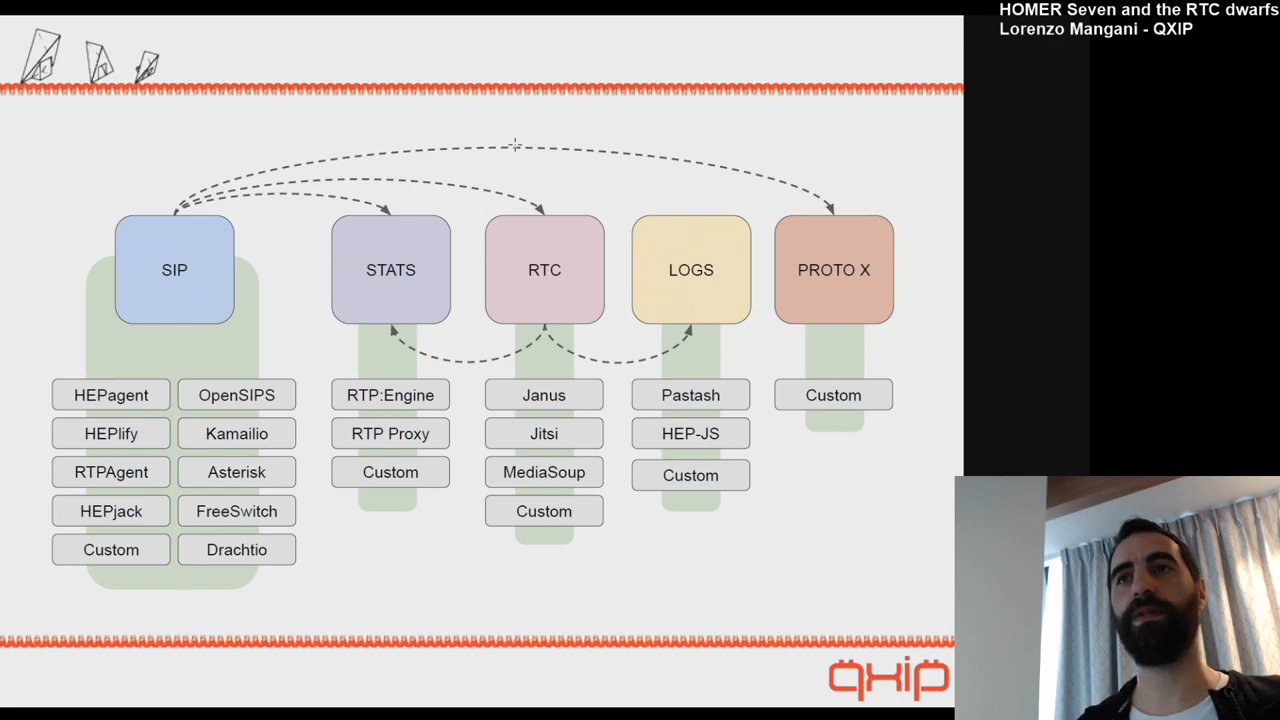 HOMER Seven and the RTC dwarfs
Lorenzo Mangani - QXIP
SIP
STATS
RTC
LOGS
PROTO X
HEPagent
OpenSIPS
RTP:Engine
Janus
Pastash
Custom
HEPlify
Kamailio
RTP Proxy
Jitsi
HEP-JS
RTPAgent
Asterisk
Custom
MediaSoup
Custom
HEPjack
FreeSwitch
Custom
Custom
Drachtio
qxip